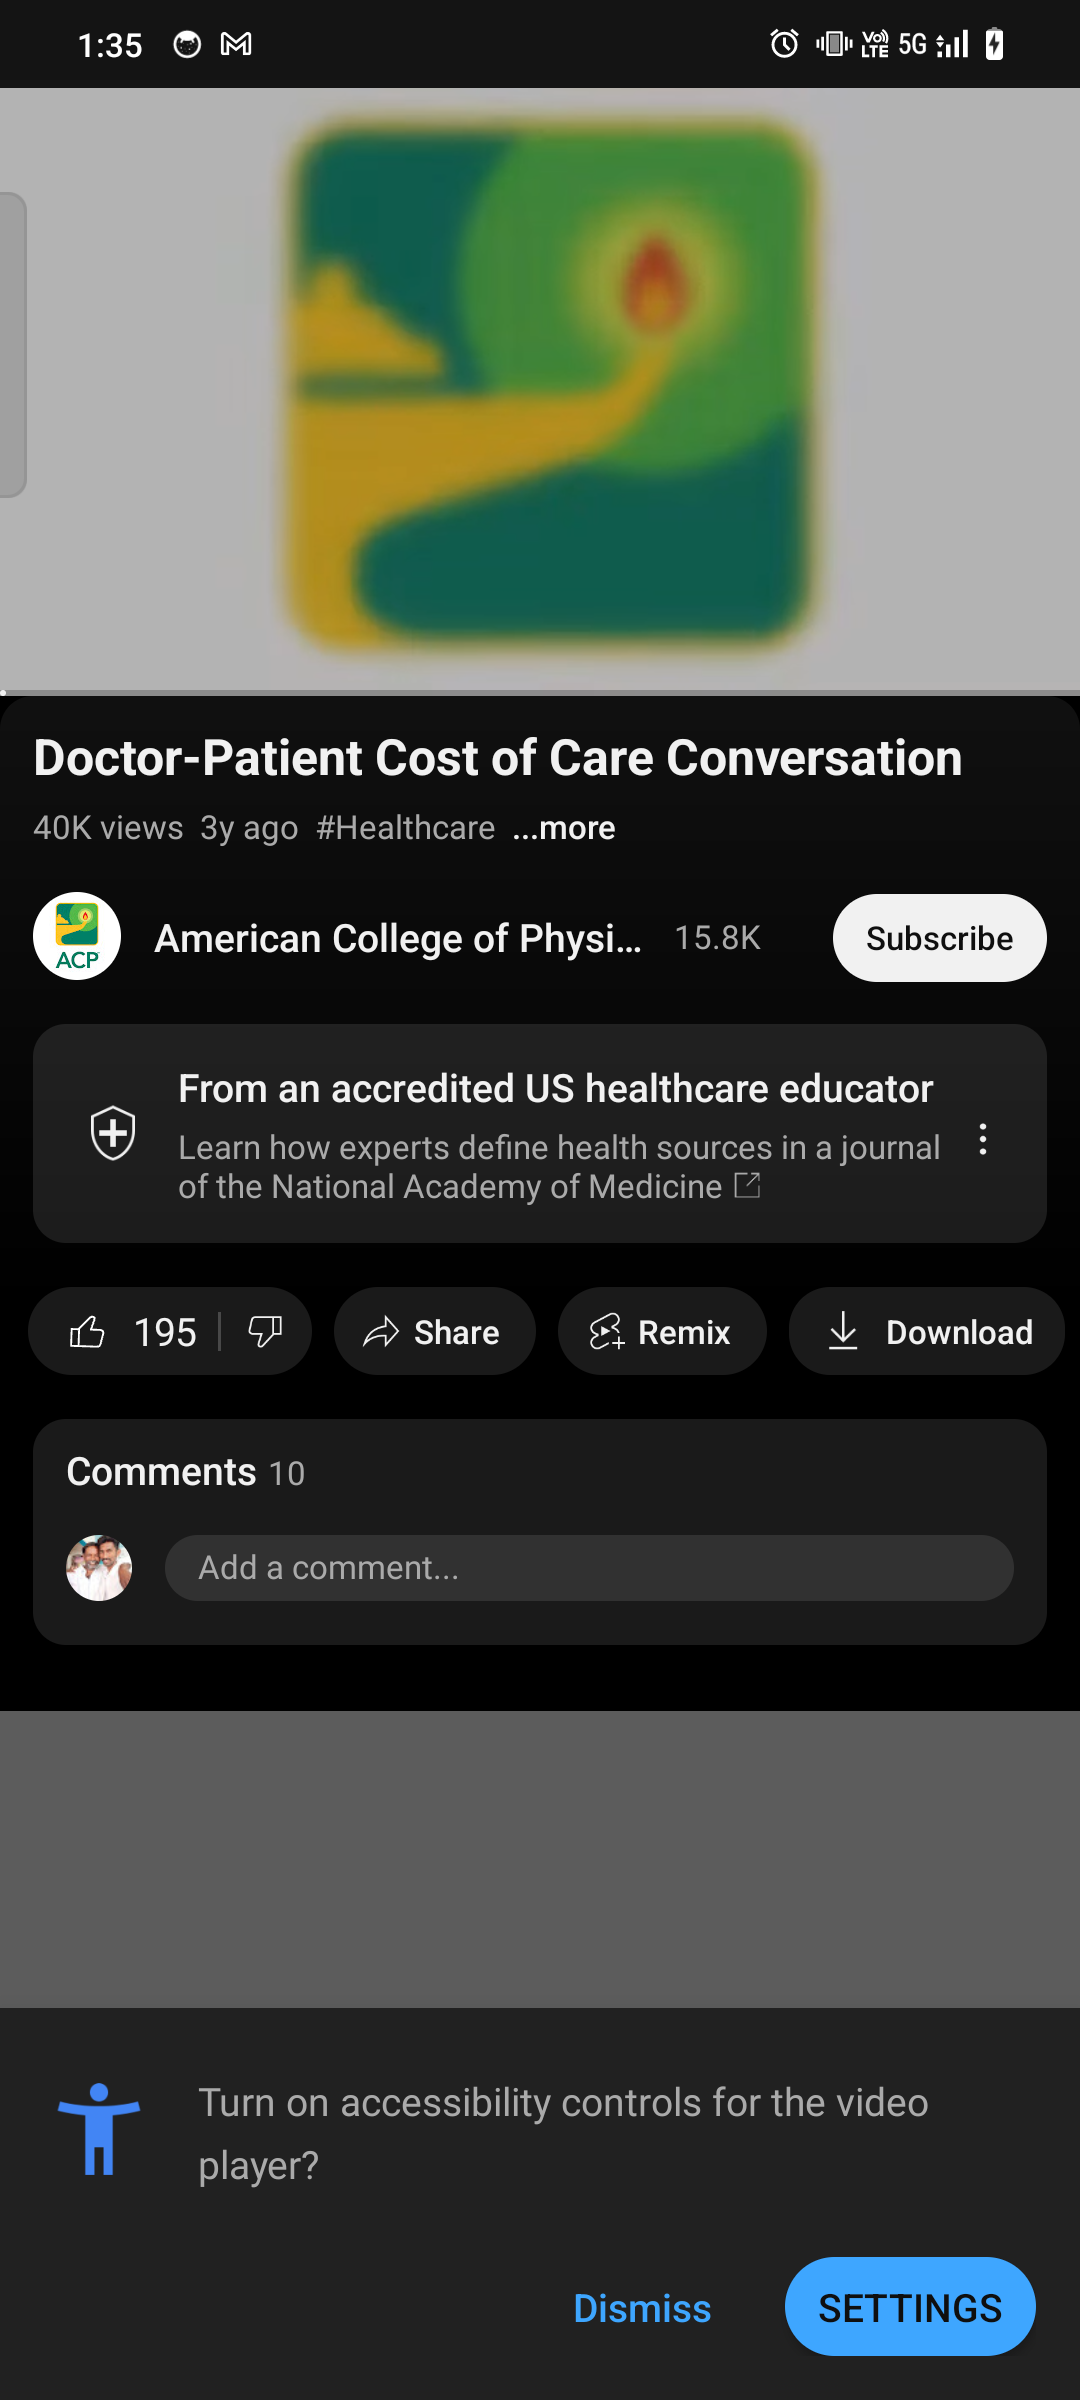 1:35
Vo) LTE 5G
Doctor-Patient Cost of Care Conversation
40K views 3y ago #Healthcare ...more
ACP
American College of Physi... 15.8K Subscribe
From an accredited US healthcare educator
Learn how experts define health sources in a journal
of the National Academy of Medicine
195 Share Remix Download
Comments 10
Add a comment...
Turn on accessibility controls for the video
player?
Dismiss SETTINGS